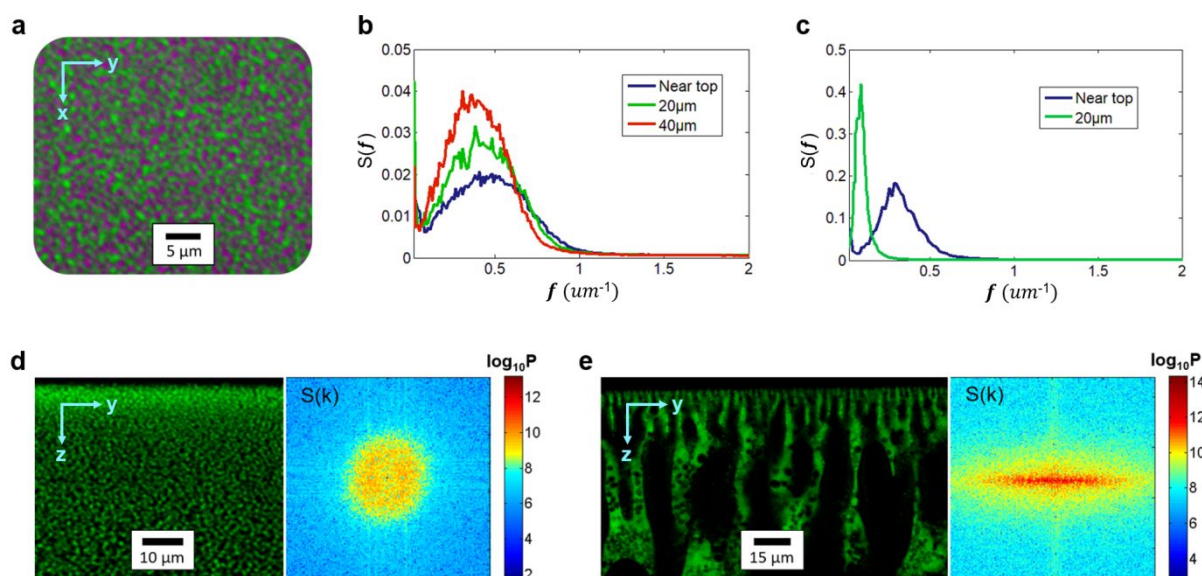 a
y
x
5 µm
b
0.05
0.04
0.03
0.02
0.01
0
S(f)
0.5
1
1.5
2
f (um⁻¹)
Near top
20µm
40µm
c
0.5
0.4
0.3
0.2
0.1
0
S(f)
0.5
1
1.5
2
f (um⁻¹)
Near top
20µm
d
y
z
10 µm
S(k)
log₁₀P
12
10
8
6
4
2
e
y
z
15 µm
S(k)
log₁₀P
14
12
10
8
6
4